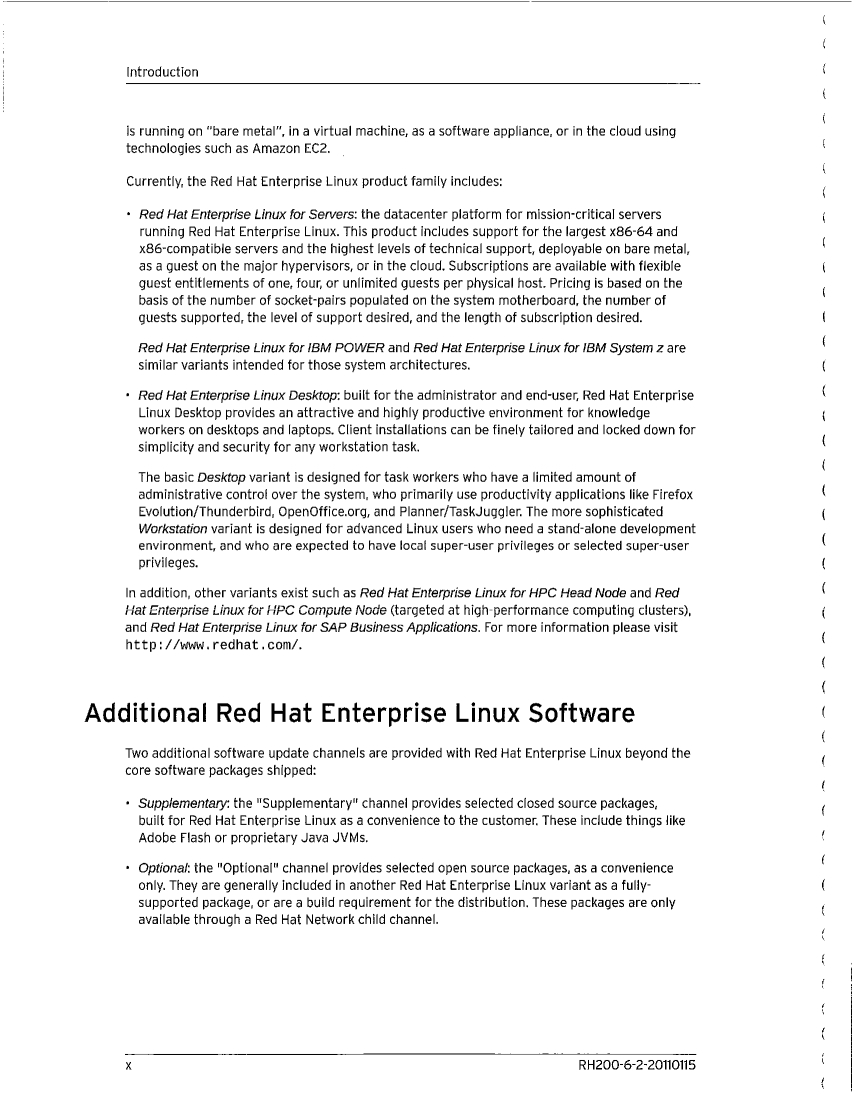 Introduction
is running on "bare metal", in a virtual machine, as a software appliance, or in the cloud using
technologies such as Amazon EC2.
Currently, the Red Hat Enterprise Linux product family includes:
• Red Hat Enterprise Linux for Servers: the datacenter platform for mission-critical servers
running Red Hat Enterprise Linux. This product includes support for the largest x86-64 and
x86-compatible servers and the highest levels of technical support, deployable on bare metal,
as a guest on the major hypervisors, or in the cloud. Subscriptions are available with flexible
guest entitlements of one, four, or unlimited guests per physical host. Pricing is based on the
basis of the number of socket-pairs populated on the system motherboard, the number of
guests supported, the level of support desired, and the length of subscription desired.
Red Hat Enterprise Linux for IBM POWER and Red Hat Enterprise Linux for IBM System z are
similar variants intended for those system architectures.
• Red Hat Enterprise Linux Desktop: built for the administrator and end-user, Red Hat Enterprise
Linux Desktop provides an attractive and highly productive environment for knowledge
workers on desktops and laptops. Client installations can be finely tailored and locked down for
simplicity and security for any workstation task.
The basic Desktop variant is designed for task workers who have a limited amount of
administrative control over the system, who primarily use productivity applications like Firefox
Evolution/Thunderbird, OpenOffice.org, and Planner/TaskJuggler. The more sophisticated
Workstation variant is designed for advanced Linux users who need a stand-alone development
environment, and who are expected to have local super-user privileges or selected super-user
privileges.
In addition, other variants exist such as Red Hat Enterprise Linux for HPC Head Node and Red
Hat Enterprise Linux for HPC Compute Node (targeted at high-performance computing clusters),
and Red Hat Enterprise Linux for SAP Business Applications. For more information please visit
http://www.redhat.com/.
Additional Red Hat Enterprise Linux Software
Two additional software update channels are provided with Red Hat Enterprise Linux beyond the
core software packages shipped:
• Supplementary: the "Supplementary" channel provides selected closed source packages,
built for Red Hat Enterprise Linux as a convenience to the customer. These include things like
Adobe Flash or proprietary Java JVMs.
• Optional: the "Optional" channel provides selected open source packages, as a convenience
only. They are generally included in another Red Hat Enterprise Linux variant as a fully-
supported package, or are a build requirement for the distribution. These packages are only
available through a Red Hat Network child channel.
x RH200-6-2-20110115